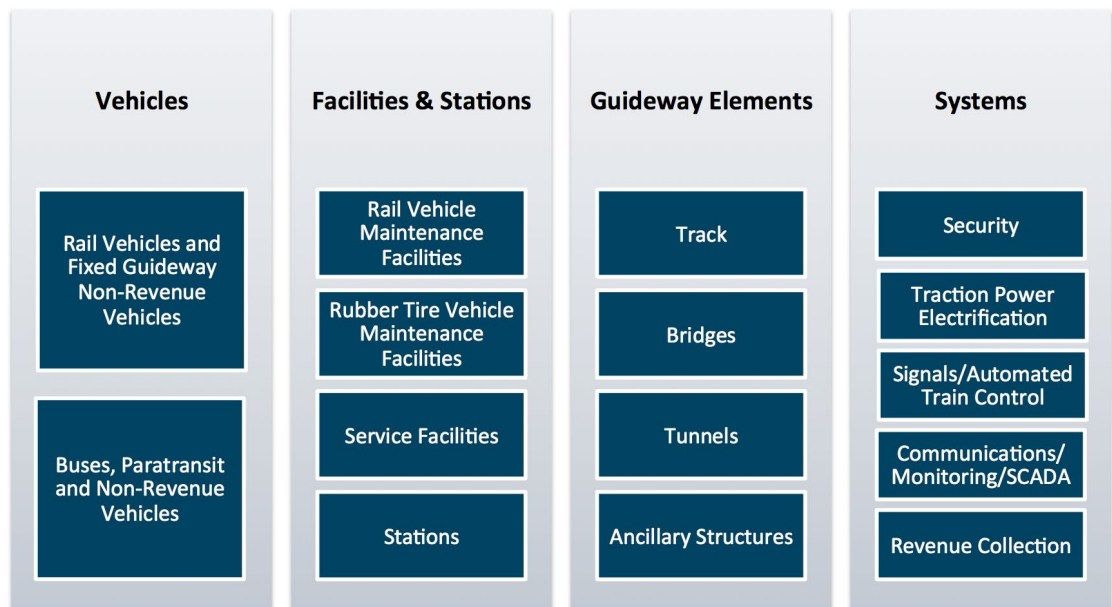 Vehicles
Rail Vehicles and
Fixed Guideway
Non-Revenue
Vehicles
Buses, Paratransit
and Non-Revenue
Vehicles
Facilities & Stations
Rail Vehicle
Maintenance
Facilities
Rubber Tire Vehicle
Maintenance
Facilities
Service Facilities
Stations
Guideway Elements
Track
Bridges
Tunnels
Ancillary Structures
Systems
Security
Traction Power
Electrification
Signals/Automated
Train Control
Communications/
Monitoring/SCADA
Revenue Collection